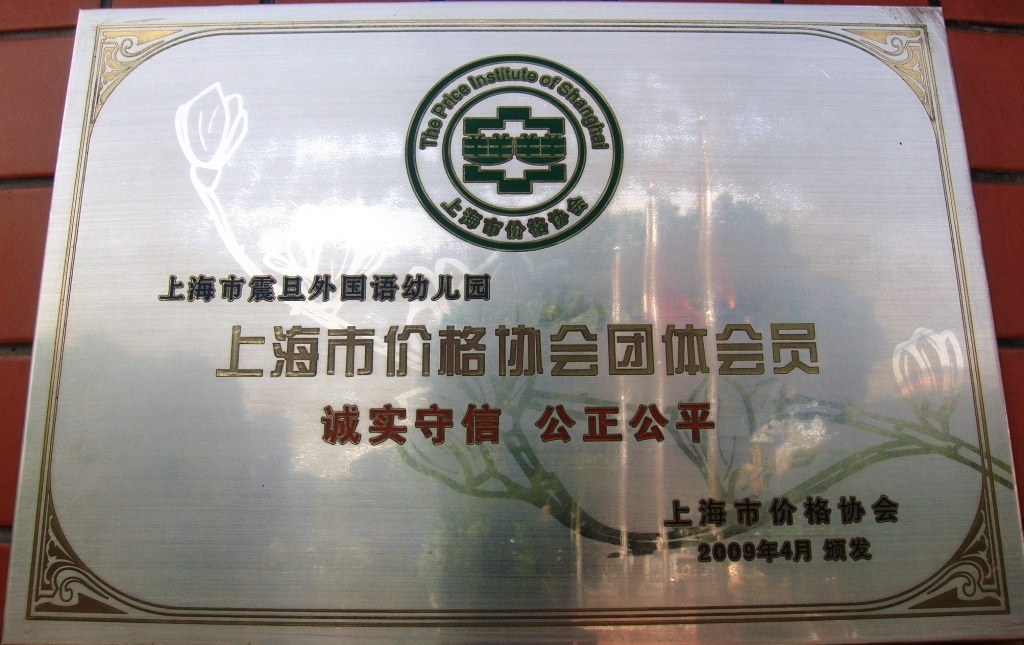 The Price Institute of Shanghai
上海市价格协会
上海市震旦外国语幼儿园
上海市价格协会团体会员
诚实守信 公正公平
上海市价格协会
2009年4月 颁发